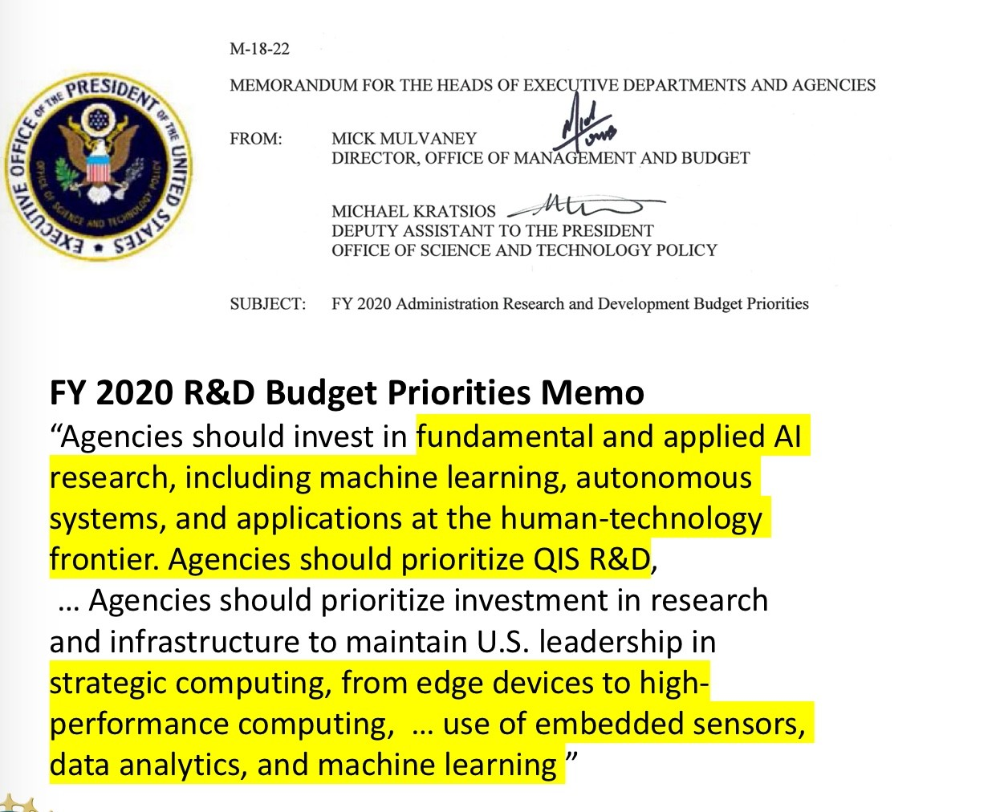 M-18-22
MEMORANDUM FOR THE HEADS OF EXECUTIVE DEPARTMENTS AND AGENCIES
EXECUTIVE OFFICE OF THE PRESIDENT OF THE UNITED STATES
OFFICE OF SCIENCE AND TECHNOLOGY POLICY
FROM: MICK MULVANEY
DIRECTOR, OFFICE OF MANAGEMENT AND BUDGET
MICHAEL KRATSIOS
DEPUTY ASSISTANT TO THE PRESIDENT
OFFICE OF SCIENCE AND TECHNOLOGY POLICY
SUBJECT: FY 2020 Administration Research and Development Budget Priorities
FY 2020 R&D Budget Priorities Memo
“Agencies should invest in fundamental and applied AI
research, including machine learning, autonomous
systems, and applications at the human-technology
frontier. Agencies should prioritize QIS R&D,
… Agencies should prioritize investment in research
and infrastructure to maintain U.S. leadership in
strategic computing, from edge devices to high-
performance computing, … use of embedded sensors,
data analytics, and machine learning ”